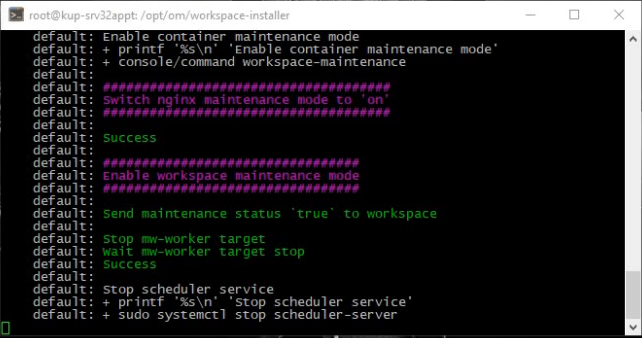 root@kup-srv32appt: /opt/om/workspace-installer
default: Enable container maintenance mode
default: + printf '%s\n' 'Enable container maintenance mode'
default: + console/command workspace-maintenance
default:
default: #####################################
default: Switch nginx maintenance mode to 'on'
default: #####################################
default:
default: Success
default:
default: #################################
default: Enable workspace maintenance mode
default: #################################
default:
default: Send maintenance status `true` to workspace
default:
default: Stop mw-worker target
default: Wait mw-worker target stop
default: Success
default:
default: Stop scheduler service
default: + printf '%s\n' 'Stop scheduler service'
default: + sudo systemctl stop scheduler-server